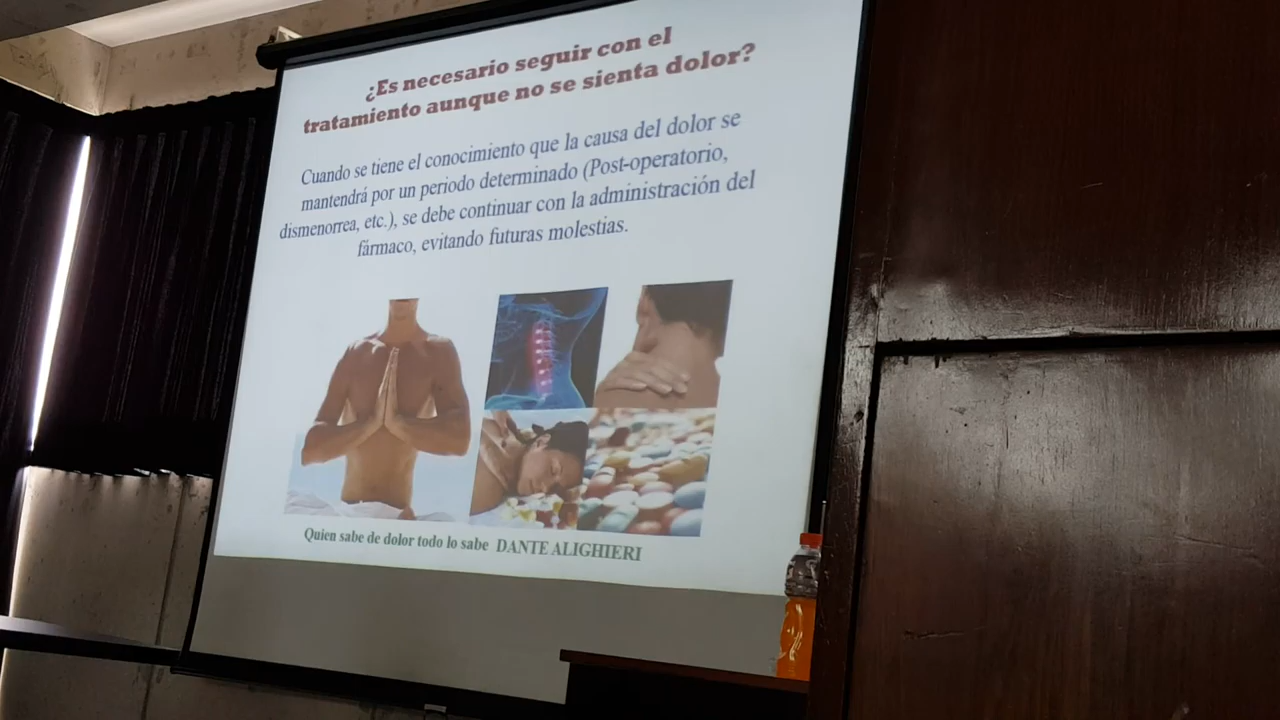 ¿Es necesario seguir con el
tratamiento aunque no se sienta dolor?
Cuando se tiene el conocimiento que la causa del dolor se
mantendrá por un periodo determinado (Post-operatorio,
dismenorrea, etc.), se debe continuar con la administración del
fármaco, evitando futuras molestias.
Quien sabe de dolor todo lo sabe DANTE ALIGHIERI